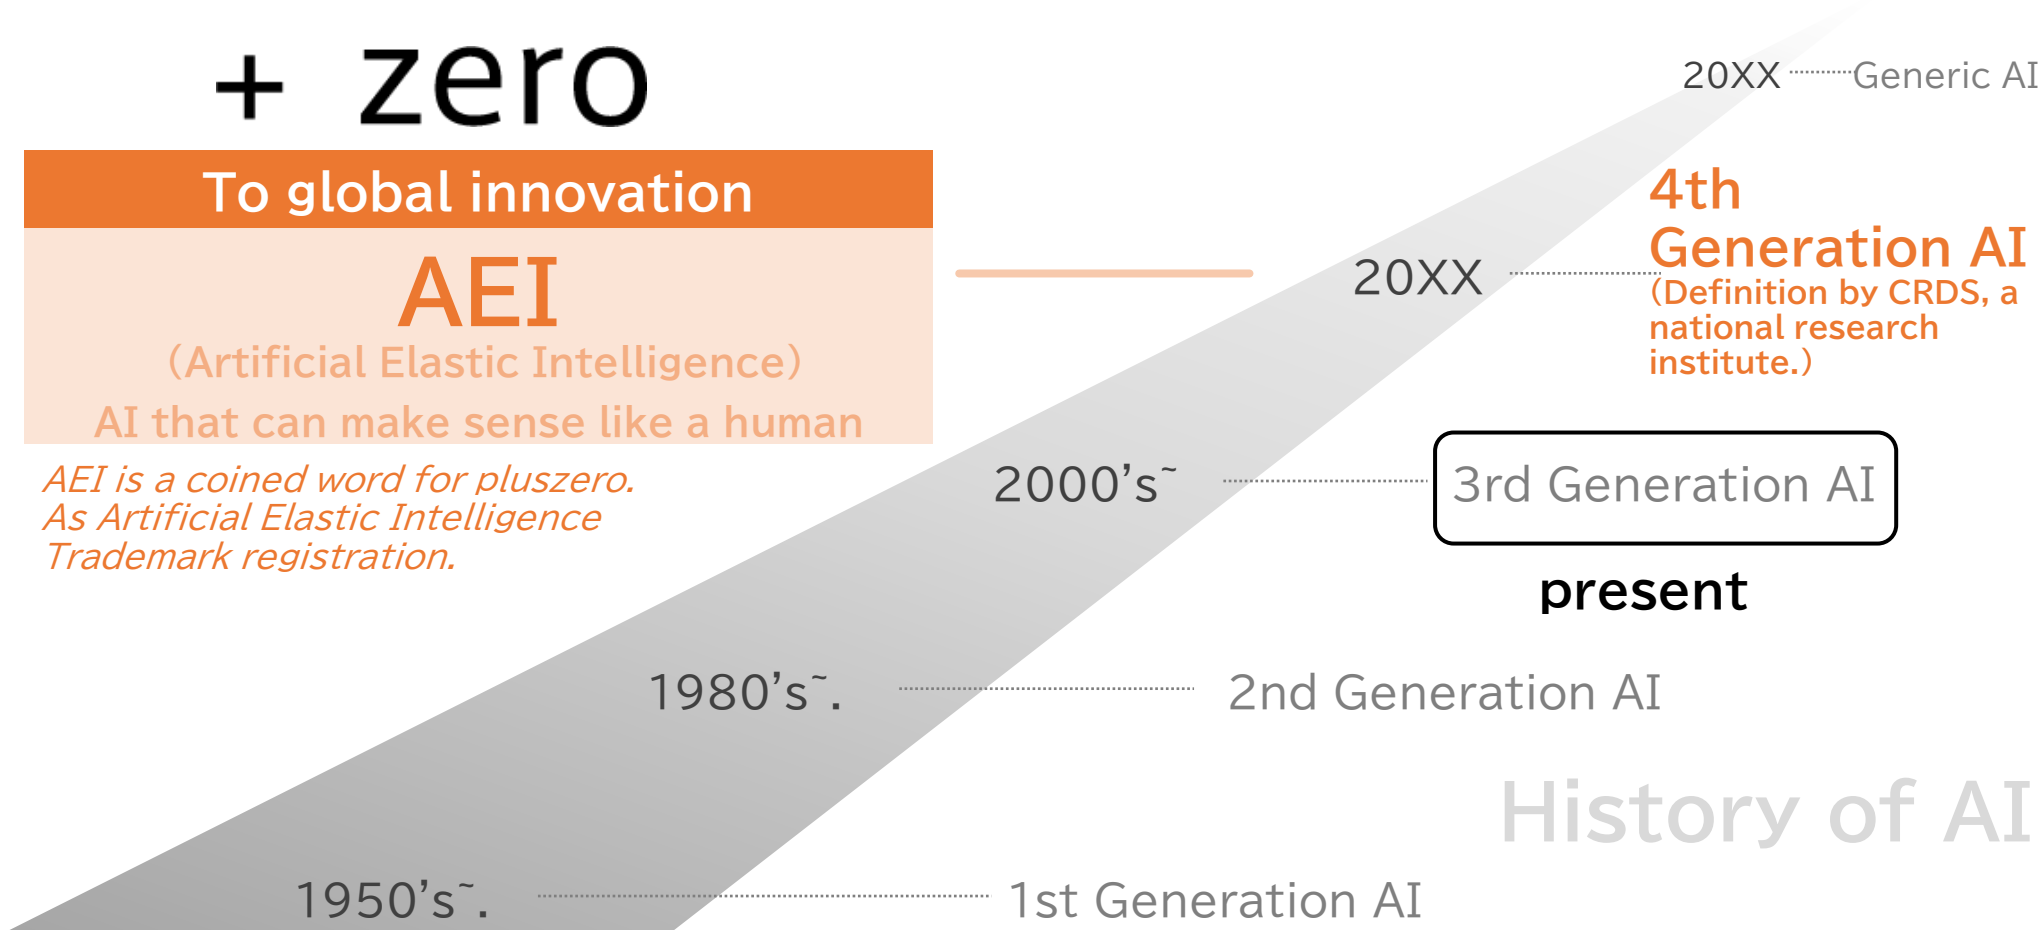 + zero
To global innovation
AEI
(Artificial Elastic Intelligence)
AI that can make sense like a human
AEI is a coined word for pluszero.
As Artificial Elastic Intelligence
Trademark registration.
20XX
Generic AI
4th
Generation AI
(Definition by CRDS, a
national research
institute.)
20XX
2000's~
3rd Generation AI
present
1980's~.
2nd Generation AI
History of AI
1950's~.
1st Generation AI